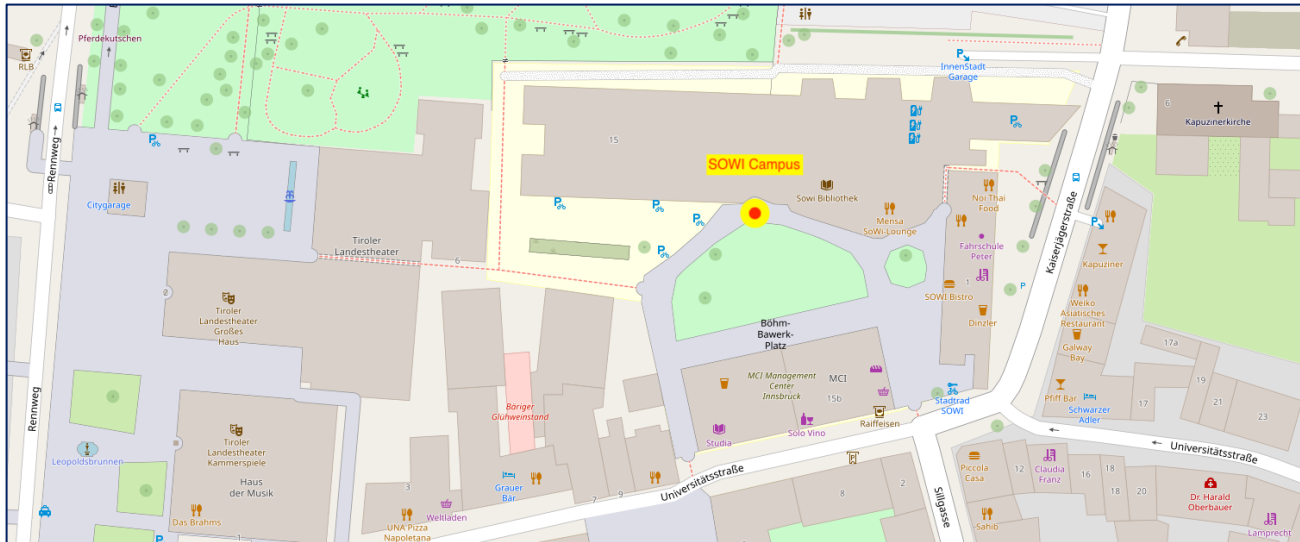 Pferdekutschen
RLB
Rennweg
P
InnenStadt
Garage
6
Kapuzinerkirche
15
P
P
SOWI Campus
Citygarage
Sowi Bibliothek
Mensa
SoWi-Lounge
Noi Thai
Food
Kaiserjägerstraße
P
P
P
P
P
Fahrschule
Peter
Kapuziner
Tiroler
Landestheater
6
1
P
SOWI Bistro
Weiko
Asiatisches
Restaurant
Dinzler
Tiroler
Landestheater
Großes
Haus
Böhm-
Bawerk-
Platz
Galway
Bay
17a
MCI Management
Center
Innsbruck
MCI
15b
19
Stadtrad
SOWI
Pfiff Bar
Schwarzer
Adler
17
21
23
Rennweg
Bäriger
Glühweinstand
Studia
Solo Vino
Raiffeisen
Leopoldsbrunnen
Tiroler
Landestheater
Kammerspiele
Universitätsstraße
Haus
der Musik
3
Grauer
Bär
7
9
Universitätsstraße
8
2
Sillgasse
Piccola
Casa
12
Claudia
Franz
16
18
18
20
Dr. Harald
Oberbauer
Das Brahms
Weltladen
UNA Pizza
Napoletana
Sahib
Lamprecht
P
1